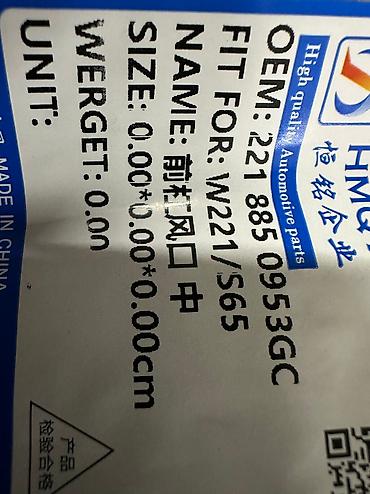 HMQY
恒铭企业
High quality Automotive parts
OEM: 221 885 0953GC
FIT FOR: W221/S65
NAME: 前杠风口 中
SIZE: 0.00*0.00*0.00cm
WERGET: 0.00
UNIT:
产品
检验合格
MADE IN CHINA